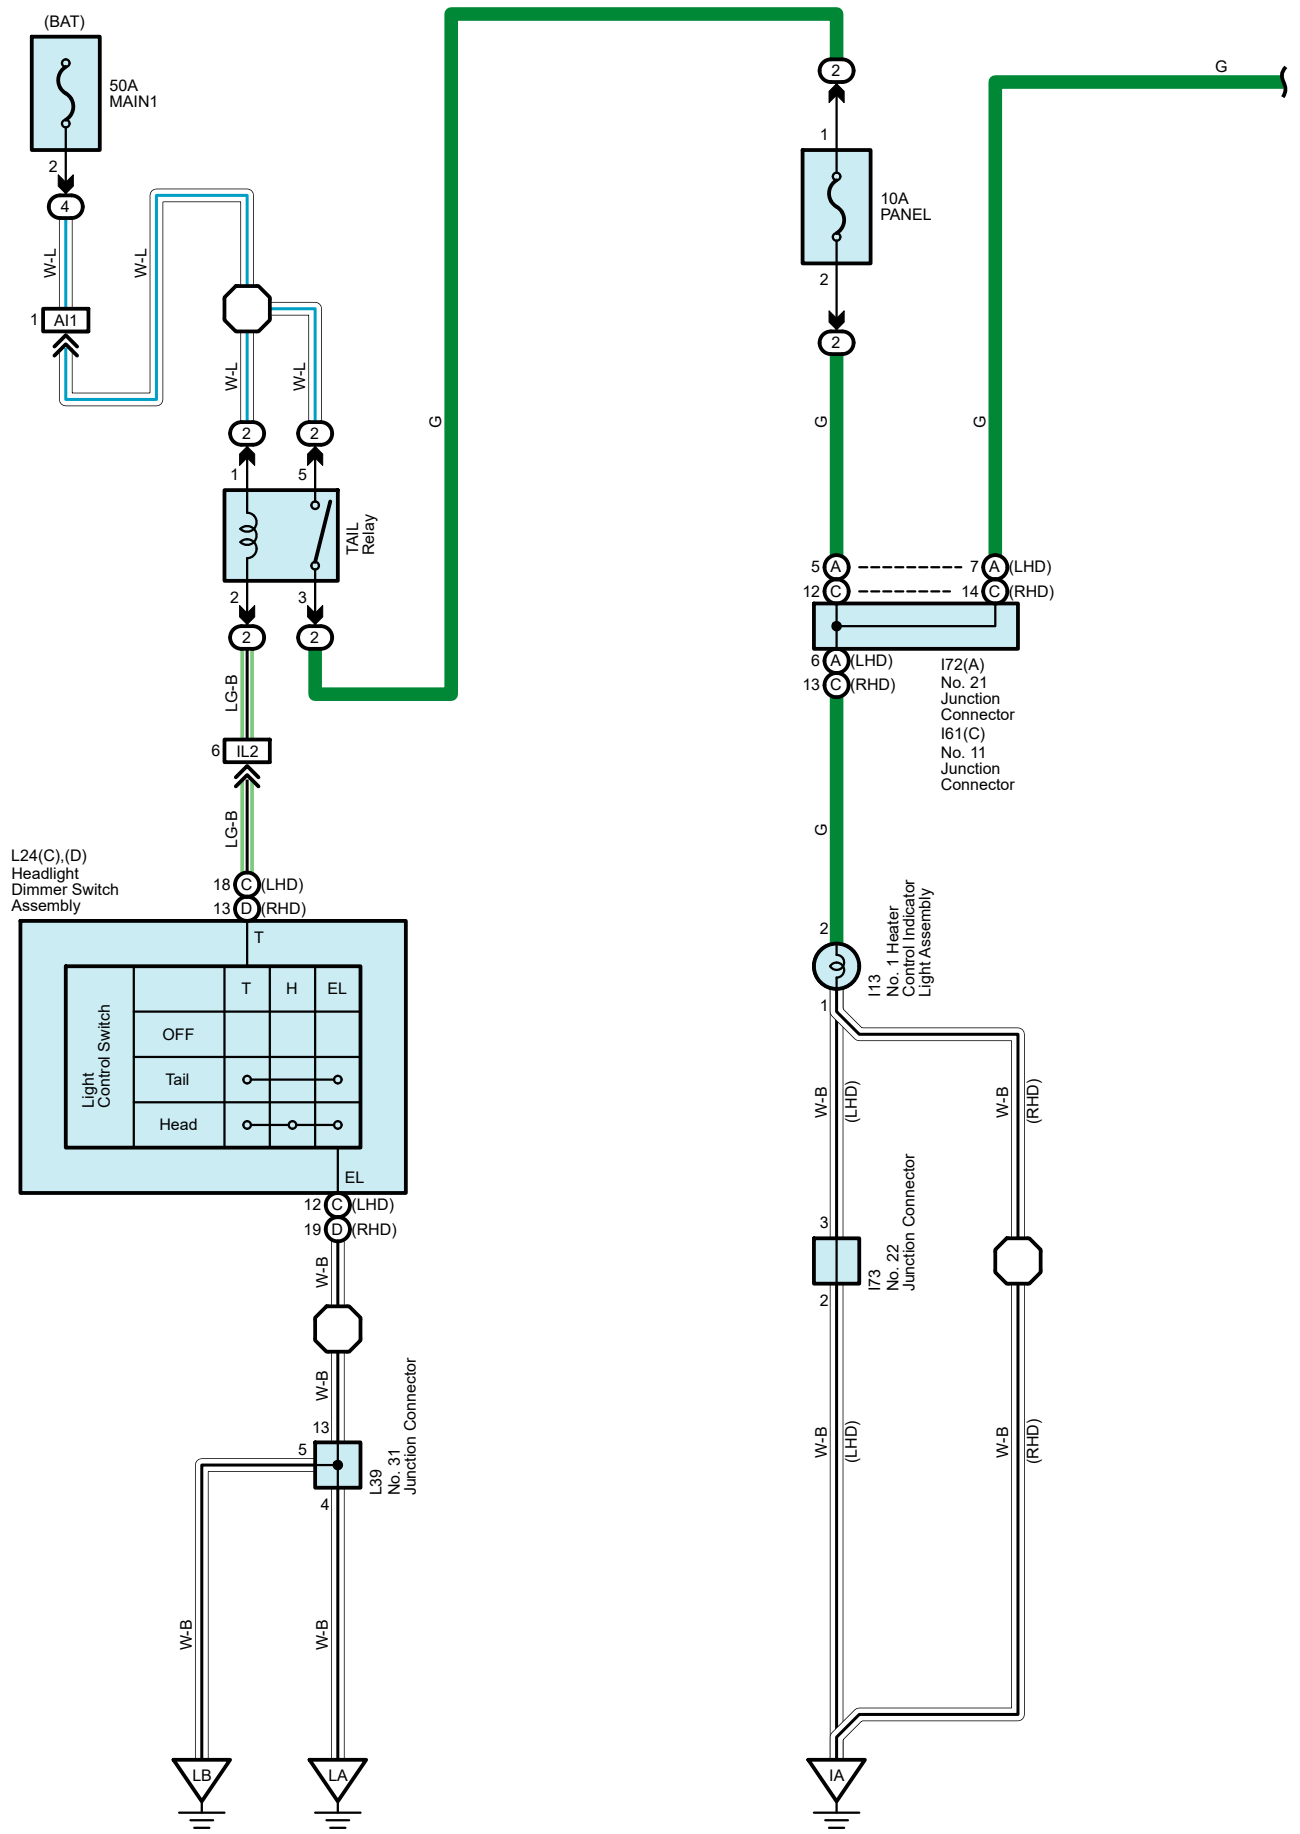 (BAT)
50A
MAIN1
2
4
W-L
W-L
1 AI1
W-L
W-L
2
2
1
5
TAIL
Relay
2
3
2
2
LG-B
6 IL2
LG-B
G
L24(C),(D)
Headlight
Dimmer Switch
Assembly
18 C (LHD)
13 D (RHD)
T
Light
Control Switch
T H EL
OFF
Tail
Head
EL
12 C (LHD)
19 D (RHD)
W-B
W-B
13
5
4
L39
No. 31
Junction Connector
W-B
W-B
LB
LA
2
1
10A
PANEL
2
2
G
G
G
5 A 7 A (LHD)
12 C 14 C (RHD)
6 A (LHD)
13 C (RHD)
I72(A)
No. 21
Junction
Connector
I61(C)
No. 11
Junction
Connector
G
2
I13
No. 1 Heater
Control Indicator
Light Assembly
1
W-B
(LHD)
W-B
(RHD)
3
I73
No. 22
Junction Connector
2
W-B
(LHD)
W-B
(RHD)
IA